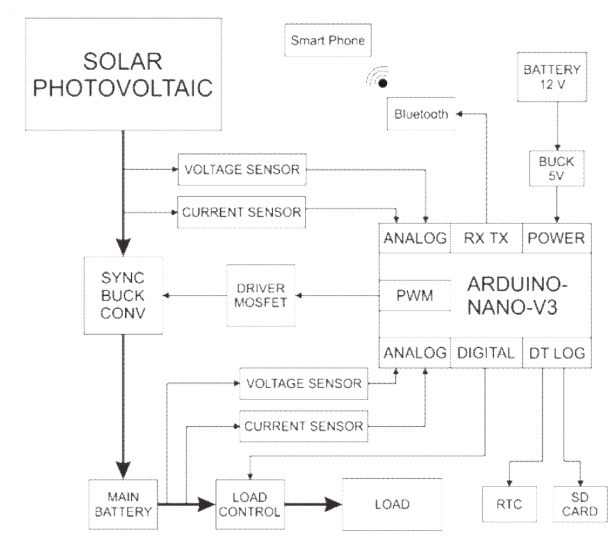 SOLAR
PHOTOVOLTAIC
Smart Phone
BATTERY
12 V
Bluetooth
BUCK
5V
VOLTAGE SENSOR
CURRENT SENSOR
ANALOG
RX TX
POWER
SYNC
BUCK
CONV
DRIVER
MOSFET
PWM
ARDUINO-
NANO-V3
ANALOG
DIGITAL
DT LOG
VOLTAGE SENSOR
CURRENT SENSOR
MAIN
BATTERY
LOAD
CONTROL
LOAD
RTC
SD
CARD